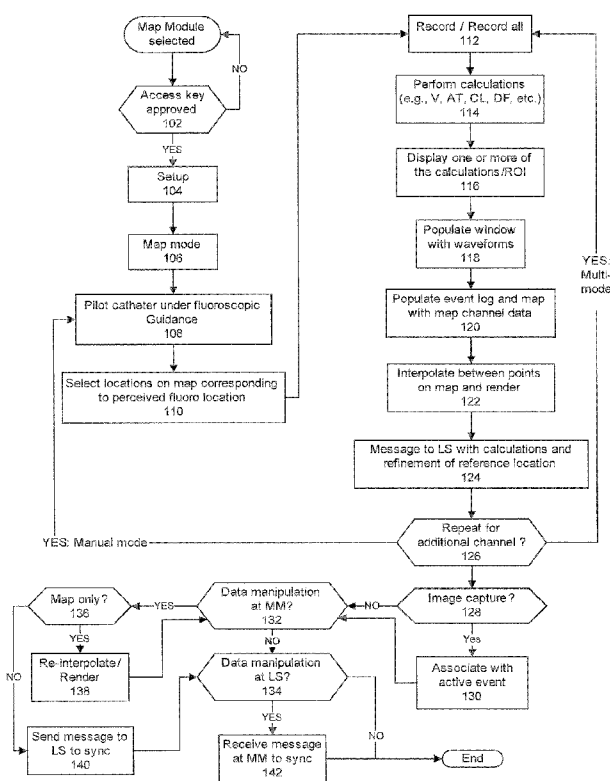 Map Module
selected
NO
Access key
approved
102
YES
Setup
104
Map mode
106
Pilot catheter under fluoroscopic
Guidance
108
Select locations on map corresponding
to perceived fluoro location
110
Record / Record all
112
Perform calculations
(e.g., V, AT, CL, DF, etc.)
114
Display one or more of
the calculations/ROI
116
Populate window
with waveforms
118
Populate event log and map
with map channel data
120
Interpolate between points
on map and render
122
Message to LS with calculations and
refinement of reference location
124
YES:
Multi-
mode
YES: Manual mode
Repeat for
additional channel ?
126
Map only?
136
YES
Data manipulation
at MM?
132
NO
Image capture?
128
YES
NO
Yes
Re-interpolate/
Render
138
Data manipulation
at LS?
134
Associate with
active event
130
NO
YES
NO
Send message to
LS to sync
140
Receive message
at MM to sync
142
End